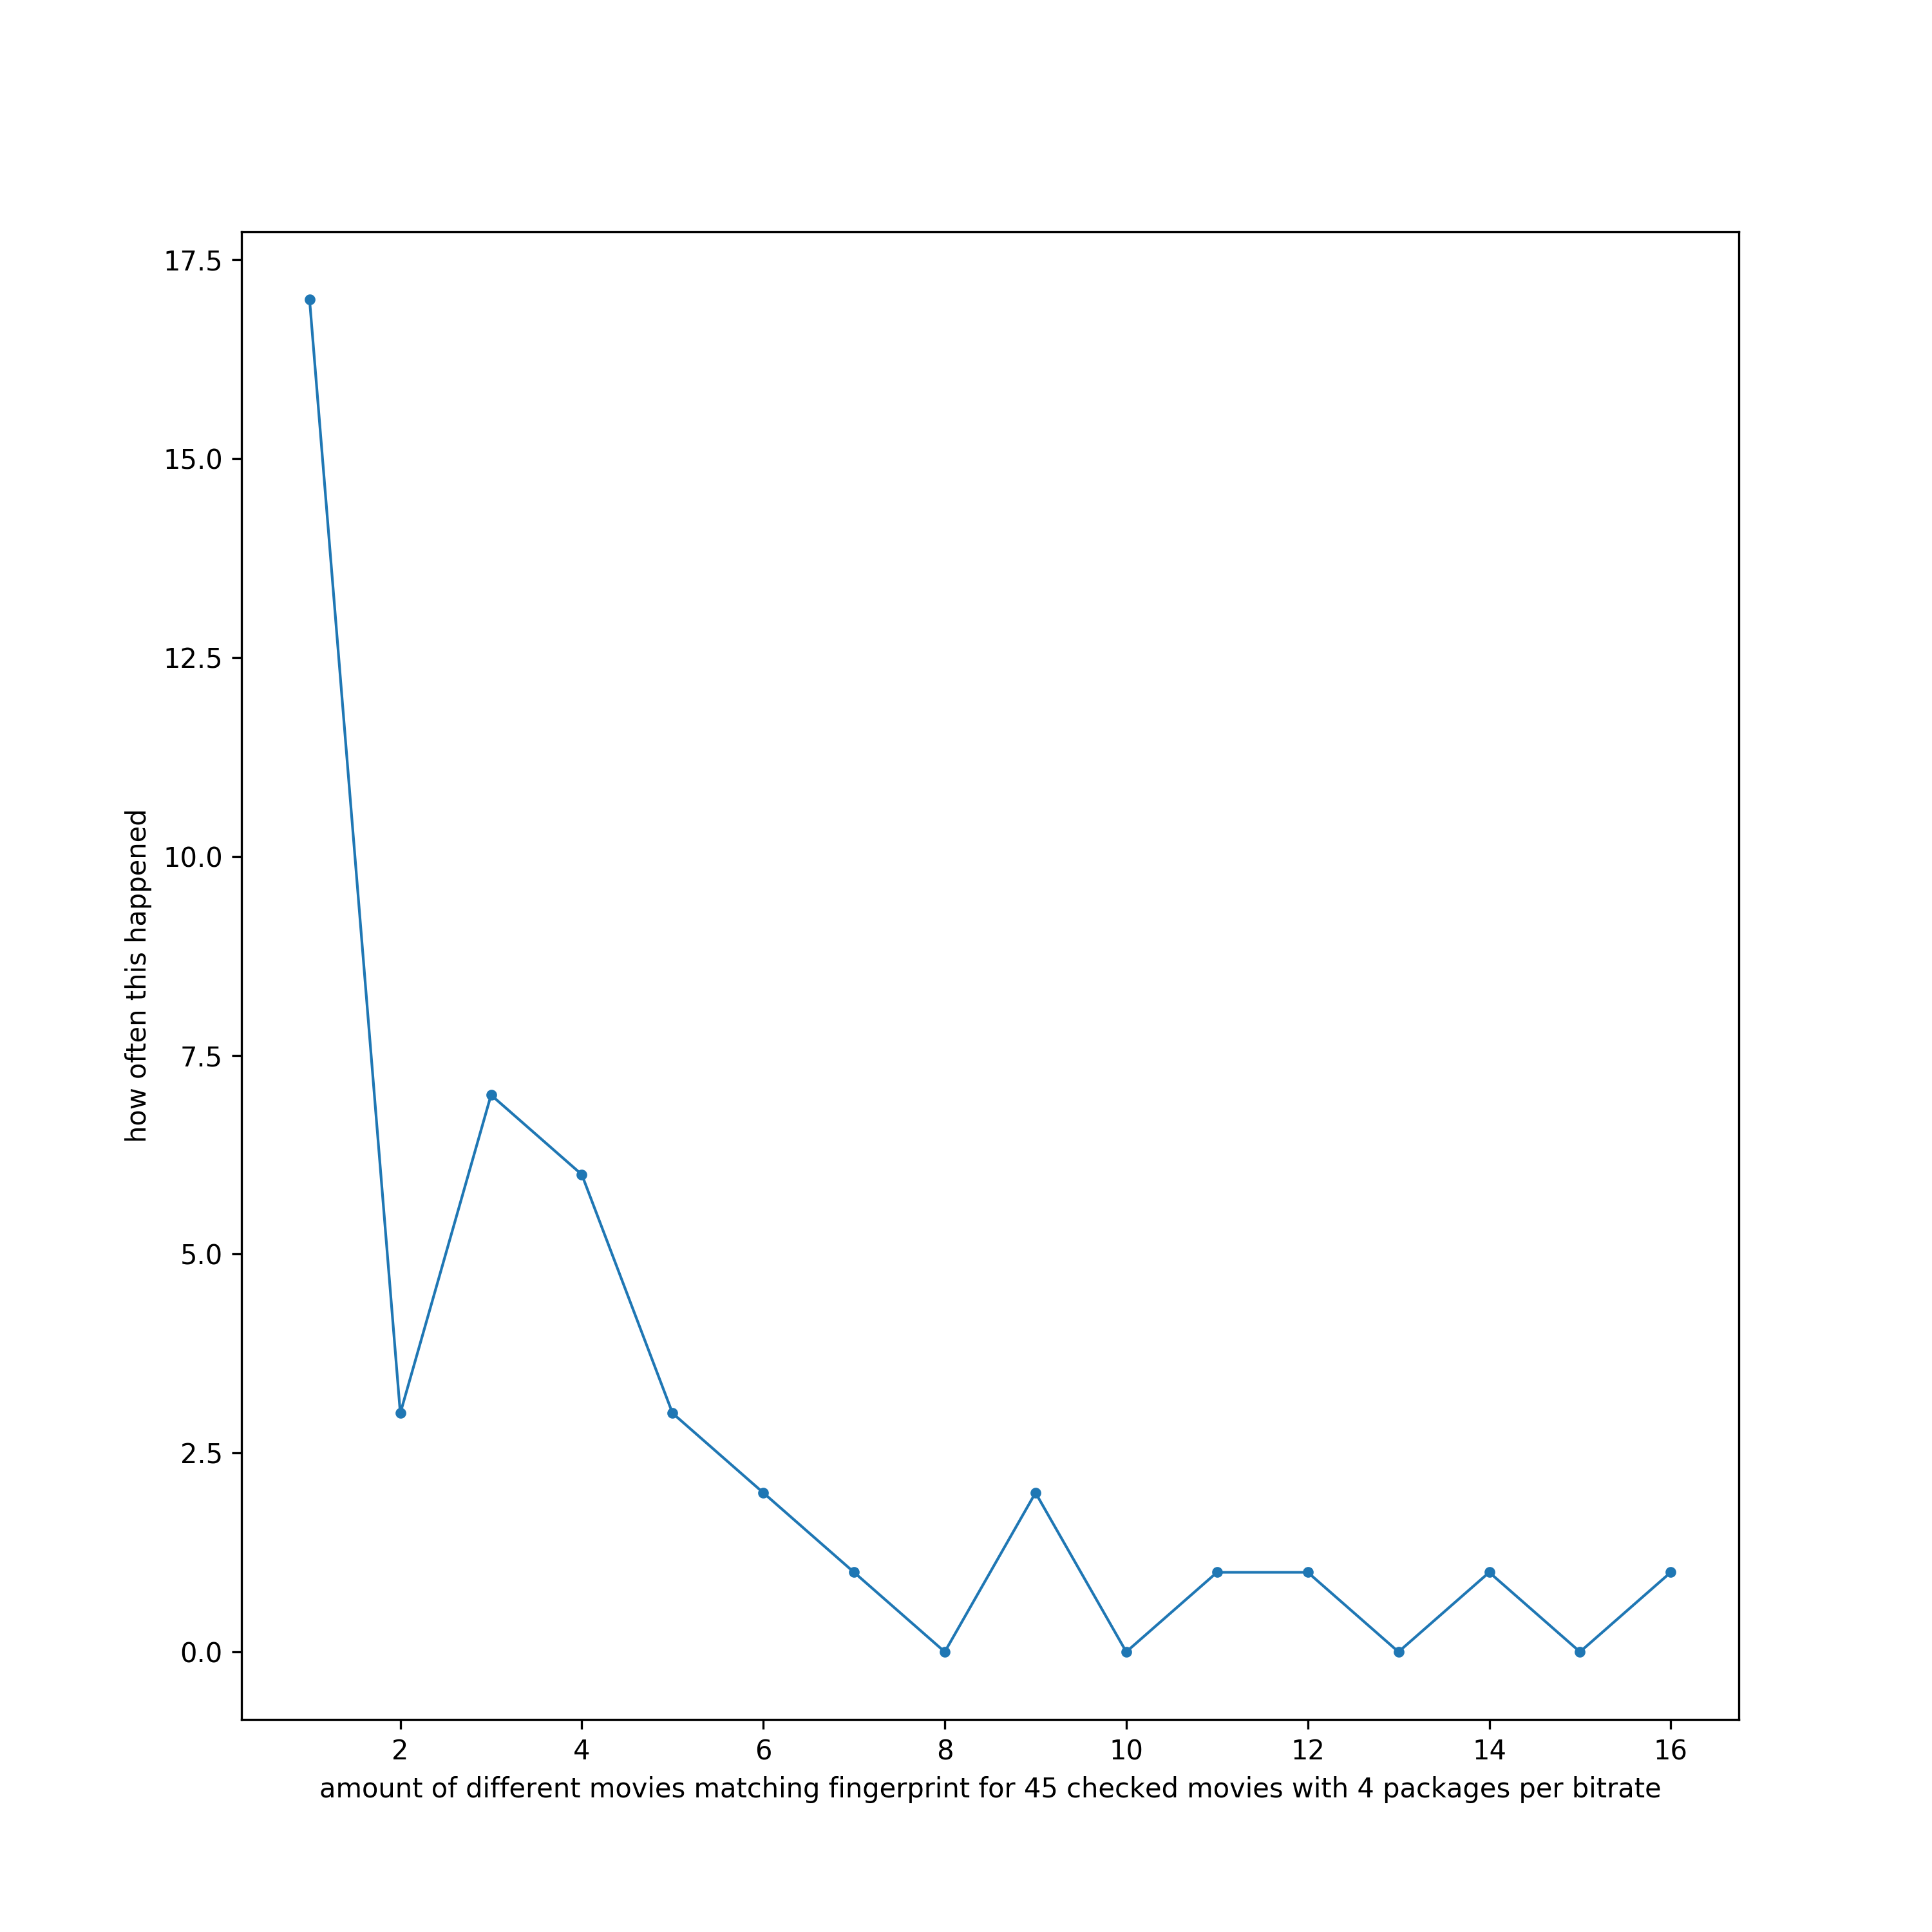 17.5
15.0
12.5
10.0
7.5
5.0
2.5
0.0
how often this happened
2 4 6 8 10 12 14 16
amount of different movies matching fingerprint for 45 checked movies with 4 packages per bitrate